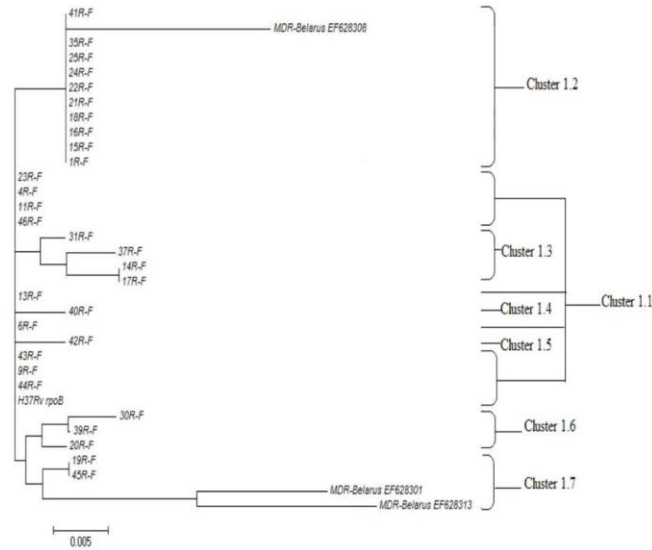 41R-F
MDR-Belarus EF628308
35R-F
25R-F
24R-F
22R-F
21R-F
18R-F
16R-F
15R-F
1R-F
Cluster 1.2
23R-F
4R-F
11R-F
46R-F
31R-F
37R-F
14R-F
17R-F
Cluster 1.3
13R-F
40R-F
Cluster 1.4
Cluster 1.1
6R-F
42R-F
Cluster 1.5
43R-F
9R-F
44R-F
H37Rv rpoB
30R-F
39R-F
20R-F
Cluster 1.6
19R-F
45R-F
MDR-Belarus EF628301
MDR-Belarus EF628313
Cluster 1.7
0.005